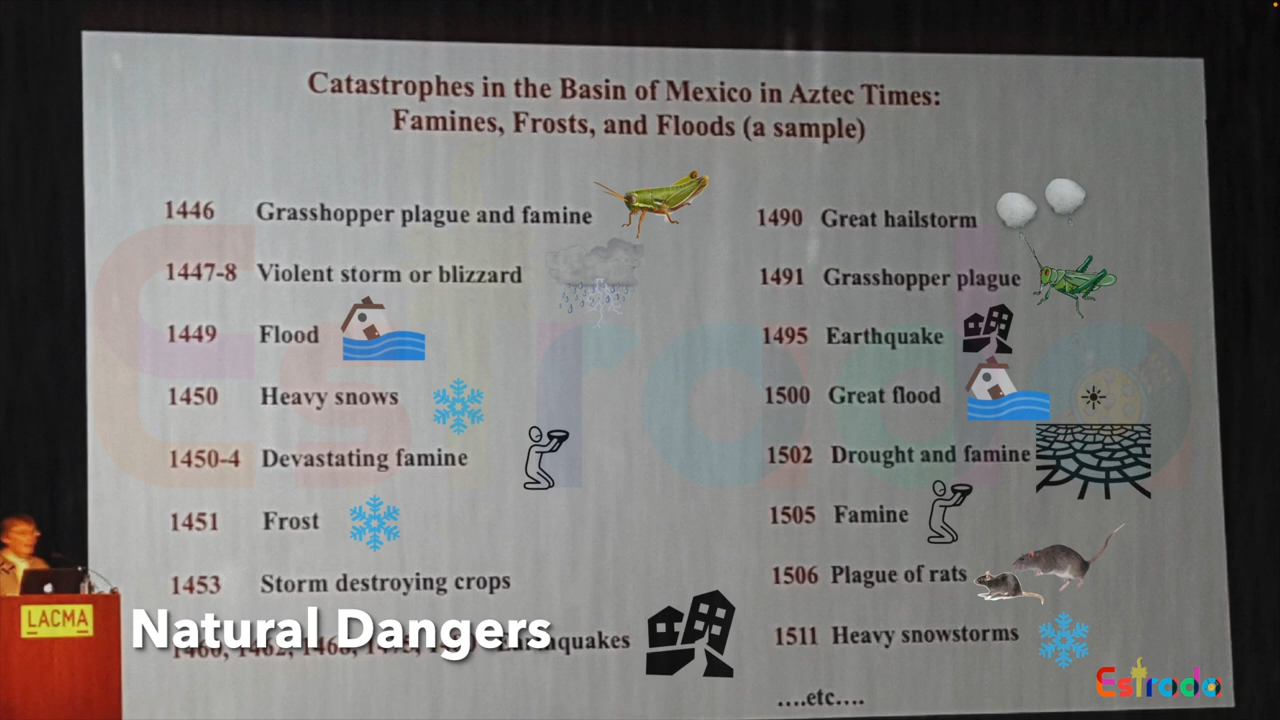 Catastrophes in the Basin of Mexico in Aztec Times:
Famines, Frosts, and Floods (a sample)
1446 Grasshopper plague and famine
1447-8 Violent storm or blizzard
1449 Flood
1450 Heavy snows
1450-4 Devastating famine
1451 Frost
1453 Storm destroying crops
Earthquakes
1490 Great hailstorm
1491 Grasshopper plague
1495 Earthquake
1500 Great flood
1502 Drought and famine
1505 Famine
1506 Plague of rats
1511 Heavy snowstorms
....etc....
LACMA
Natural Dangers
Estrada
Estrada